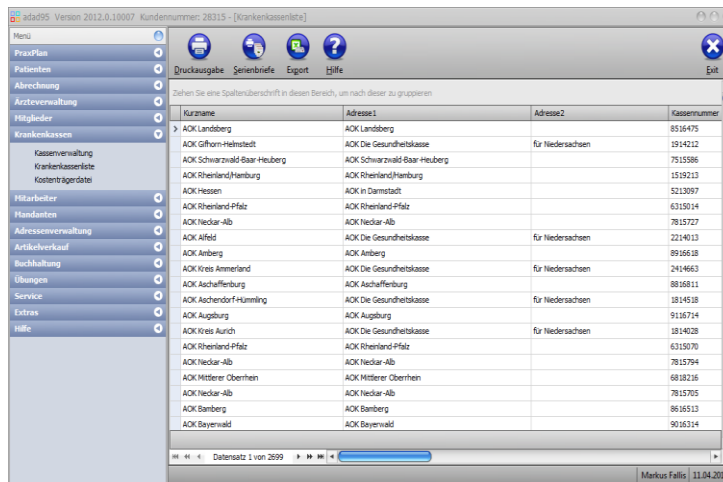 adad95 Version 2012.0.10007 Kundennummer: 28315 - [Krankenkassenliste]
Menü
PraxPlan
Patienten
Abrechnung
Ärzteverwaltung
Mitglieder
Krankenkassen
Kassenverwaltung
Krankenkassenliste
Kostenträgerdatei
Mitarbeiter
Mandanten
Adressenverwaltung
Artikelverkauf
Buchhaltung
Übungen
Service
Extras
Hilfe
Druckausgabe Serienbriefe Export Hilfe Exit
Ziehen Sie eine Spaltenüberschrift in diesen Bereich, um nach dieser zu gruppieren
Kurzname Adresse1 Adresse2 Kassennummer
AOK Landsberg AOK Landsberg 8516475
AOK Gifhorn-Helmstedt AOK Die Gesundheitskasse für Niedersachsen 1914212
AOK Schwarzwald-Baar-Heuberg AOK Schwarzwald-Baar-Heuberg 7515586
AOK Rheinland/Hamburg AOK Rheinland/Hamburg 1519213
AOK Hessen AOK in Darmstadt 5213097
AOK Rheinland-Pfalz AOK Rheinland-Pfalz 6315014
AOK Neckar-Alb AOK Neckar-Alb 7815727
AOK Alfeld AOK Die Gesundheitskasse für Niedersachsen 2214013
AOK Amberg AOK Amberg 8916618
AOK Kreis Ammerland AOK Die Gesundheitskasse für Niedersachsen 2414663
AOK Aschaffenburg AOK Aschaffenburg 8816811
AOK Aschendorf-Hümmling AOK Die Gesundheitskasse für Niedersachsen 1814518
AOK Augsburg AOK Augsburg 9116714
AOK Kreis Aurich AOK Die Gesundheitskasse für Niedersachsen 1814028
AOK Rheinland-Pfalz AOK Rheinland-Pfalz 6315070
AOK Neckar-Alb AOK Neckar-Alb 7815794
AOK Mittlerer Oberrhein AOK Mittlerer Oberrhein 6818216
AOK Neckar-Alb AOK Neckar-Alb 7815705
AOK Bamberg AOK Bamberg 8616513
AOK Bayerwald AOK Bayerwald 9016314
Datensatz 1 von 2699
Markus Fallis 11.04.201